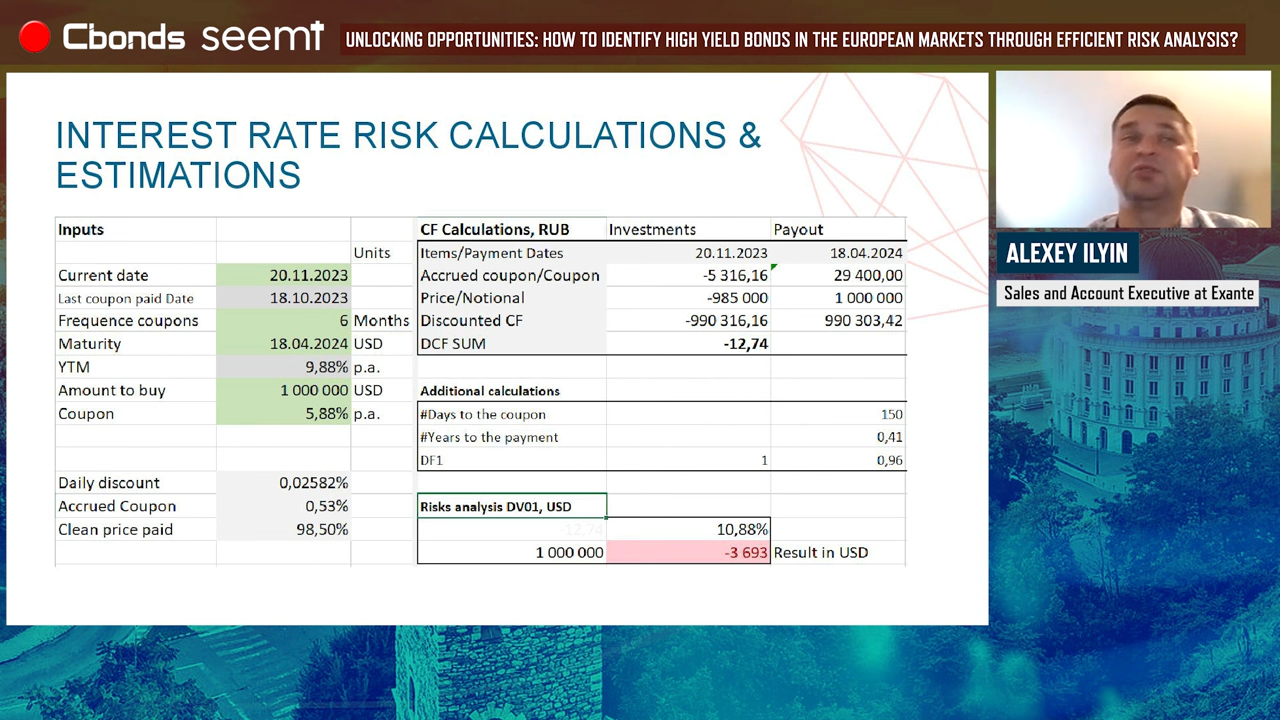 Cbonds seemt
UNLOCKING OPPORTUNITIES: HOW TO IDENTIFY HIGH YIELD BONDS IN THE EUROPEAN MARKETS THROUGH EFFICIENT RISK ANALYSIS?
INTEREST RATE RISK CALCULATIONS &
ESTIMATIONS
Inputs
Units
Current date 20.11.2023
Last coupon paid Date 18.10.2023
Frequence coupons 6 Months
Maturity 18.04.2024 USD
YTM 9,88% p.a.
Amount to buy 1 000 000 USD
Coupon 5,88% p.a.
Daily discount 0,02582%
Accrued Coupon 0,53%
Clean price paid 98,50%
CF Calculations, RUB Investments Payout
Items/Payment Dates 20.11.2023 18.04.2024
Accrued coupon/Coupon -5 316,16 29 400,00
Price/Notional -985 000 1 000 000
Discounted CF -990 316,16 990 303,42
DCF SUM -12,74
Additional calculations
#Days to the coupon 150
#Years to the payment 0,41
DF1 1 0,96
Risks analysis DV01, USD
-12,74 10,88%
1 000 000 -3 693 Result in USD
ALEXEY ILYIN
Sales and Account Executive at Exante